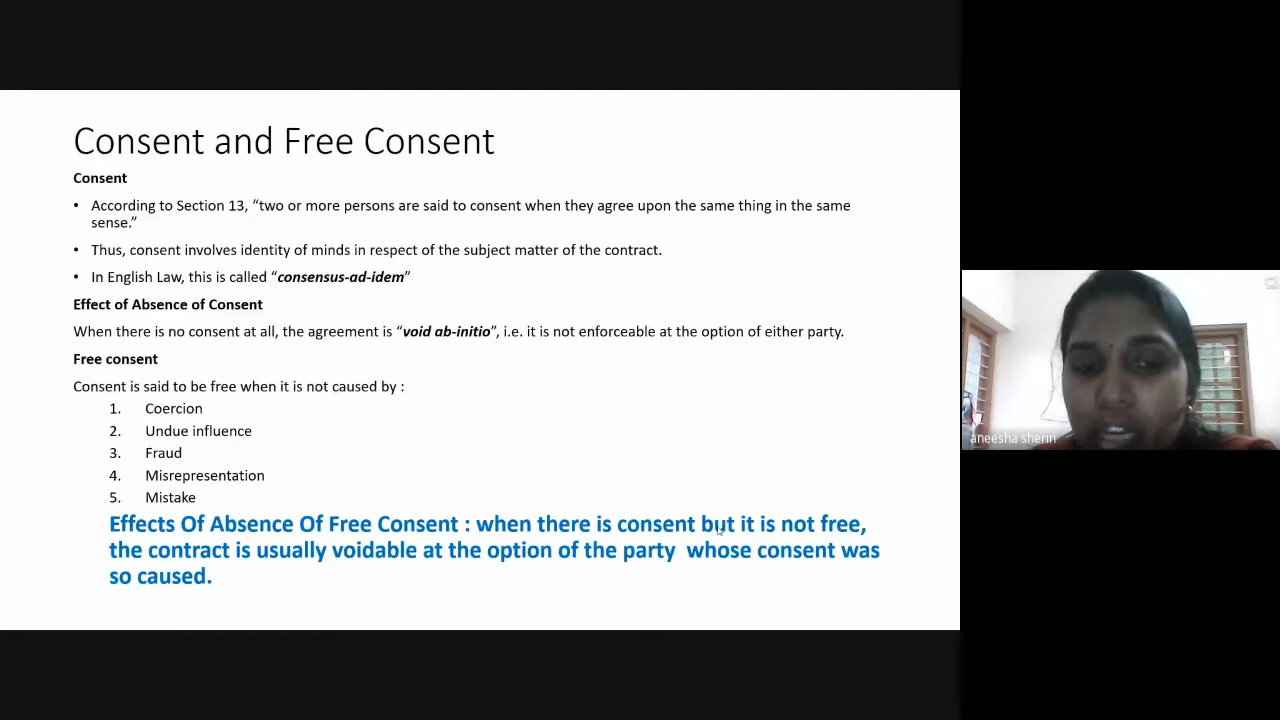 Consent and Free Consent
Consent
• According to Section 13, “two or more persons are said to consent when they agree upon the same thing in the same
sense.”
• Thus, consent involves identity of minds in respect of the subject matter of the contract.
• In English Law, this is called “consensus-ad-idem”
Effect of Absence of Consent
When there is no consent at all, the agreement is “void ab-initio”, i.e. it is not enforceable at the option of either party.
Free consent
Consent is said to be free when it is not caused by :
1. Coercion
2. Undue influence
3. Fraud
4. Misrepresentation
5. Mistake
Effects Of Absence Of Free Consent : when there is consent but it is not free,
the contract is usually voidable at the option of the party whose consent was
so caused.
aneesha sherin